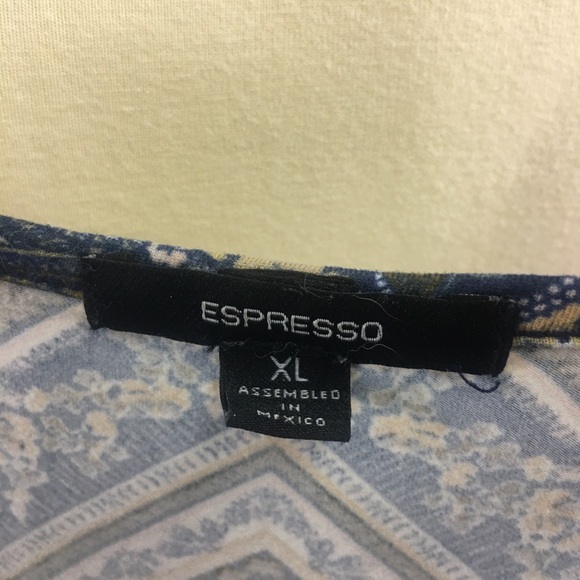 ESPRESSO
XL
ASSEMBLED
IN
MEXICO